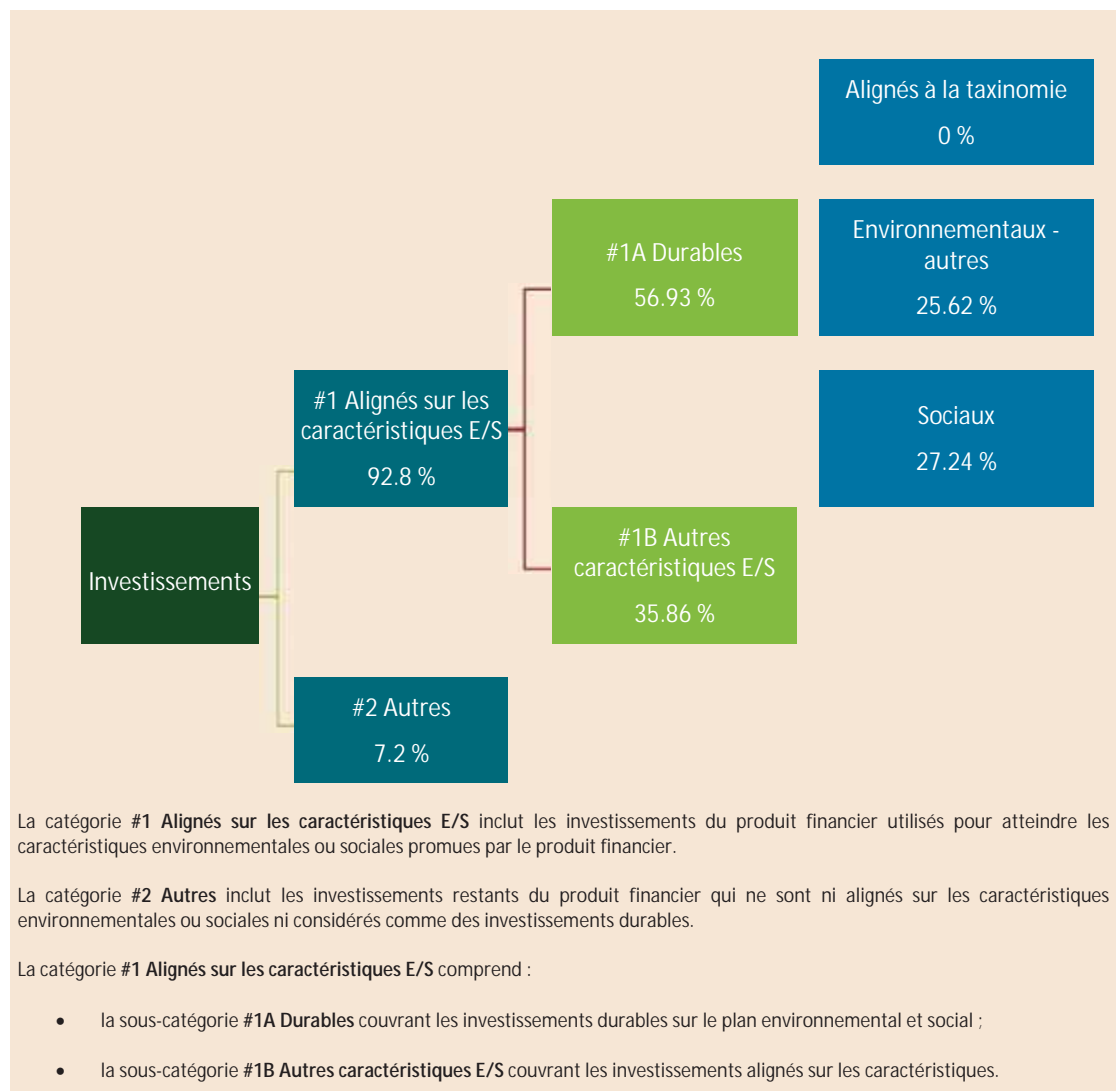 Alignés à la taxinomie
0 %
#1A Durables
56.93 %
Environnementaux -
autres
25.62 %
#1 Alignés sur les
caractéristiques E/S
92.8 %
Sociaux
27.24 %
Investissements
#1B Autres
caractéristiques E/S
35.86 %
#2 Autres
7.2 %
La catégorie #1 Alignés sur les caractéristiques E/S inclut les investissements du produit financier utilisés pour atteindre les
caractéristiques environnementales ou sociales promues par le produit financier.
La catégorie #2 Autres inclut les investissements restants du produit financier qui ne sont ni alignés sur les caractéristiques
environnementales ou sociales ni considérés comme des investissements durables.
La catégorie #1 Alignés sur les caractéristiques E/S comprend :
• la sous-catégorie #1A Durables couvrant les investissements durables sur le plan environnemental et social ;
• la sous-catégorie #1B Autres caractéristiques E/S couvrant les investissements alignés sur les caractéristiques.